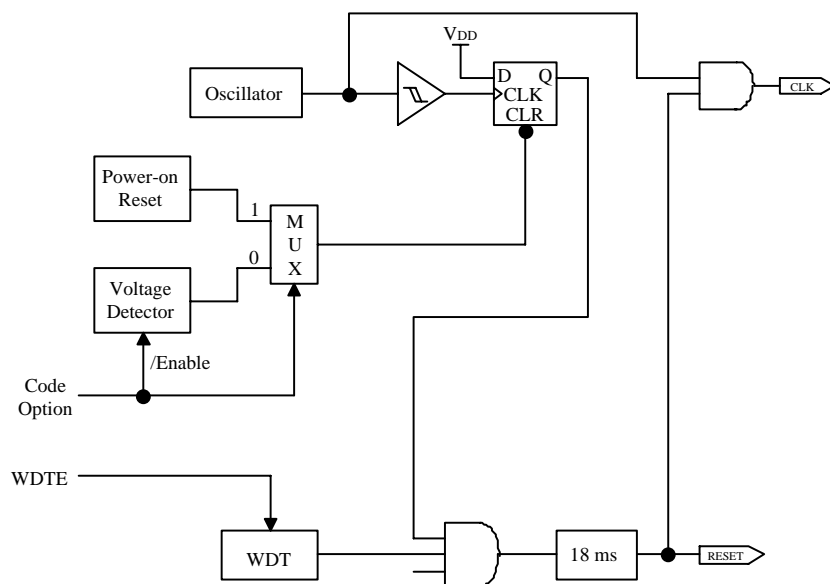 VDD
Oscillator
D
Q
CLK
CLR
CLK
Power-on
Reset
1
M
U
X
0
Voltage
Detector
/Enable
Code
Option
WDTE
WDT
18 ms
RESET